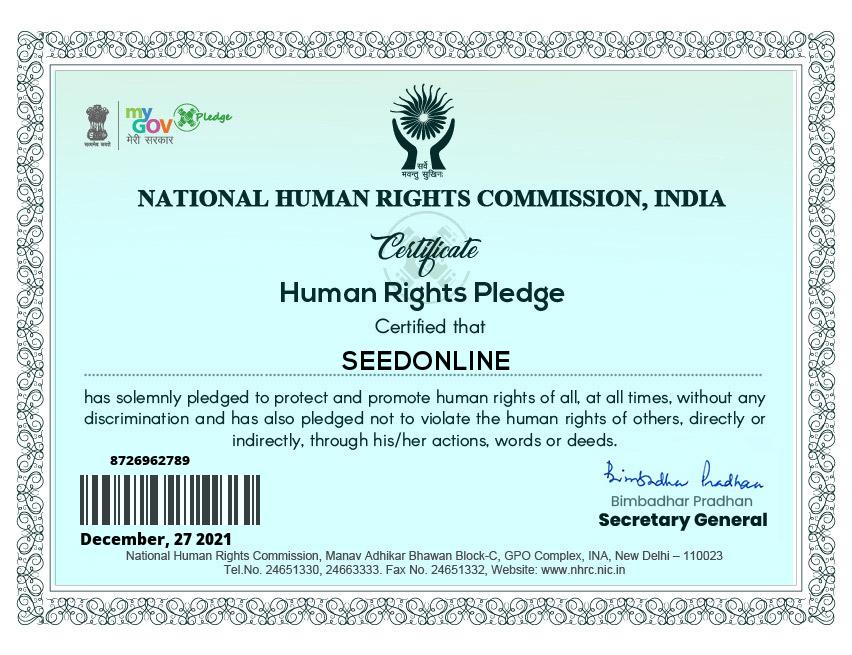 सत्यमेव जयते
my
GOV
मेरी सरकार
Pledge
सर्वे
भवन्तु सुखिनः
NATIONAL HUMAN RIGHTS COMMISSION, INDIA
Certificate
Human Rights Pledge
Certified that
SEEDONLINE
has solemnly pledged to protect and promote human rights of all, at all times, without any
discrimination and has also pledged not to violate the human rights of others, directly or
indirectly, through his/her actions, words or deeds.
8726962789
Bimbadhar Pradhan
Bimbadhar Pradhan
Secretary General
December, 27 2021
National Human Rights Commission, Manav Adhikar Bhawan Block-C, GPO Complex, INA, New Delhi – 110023
Tel.No. 24651330, 24663333. Fax No. 24651332, Website: www.nhrc.nic.in